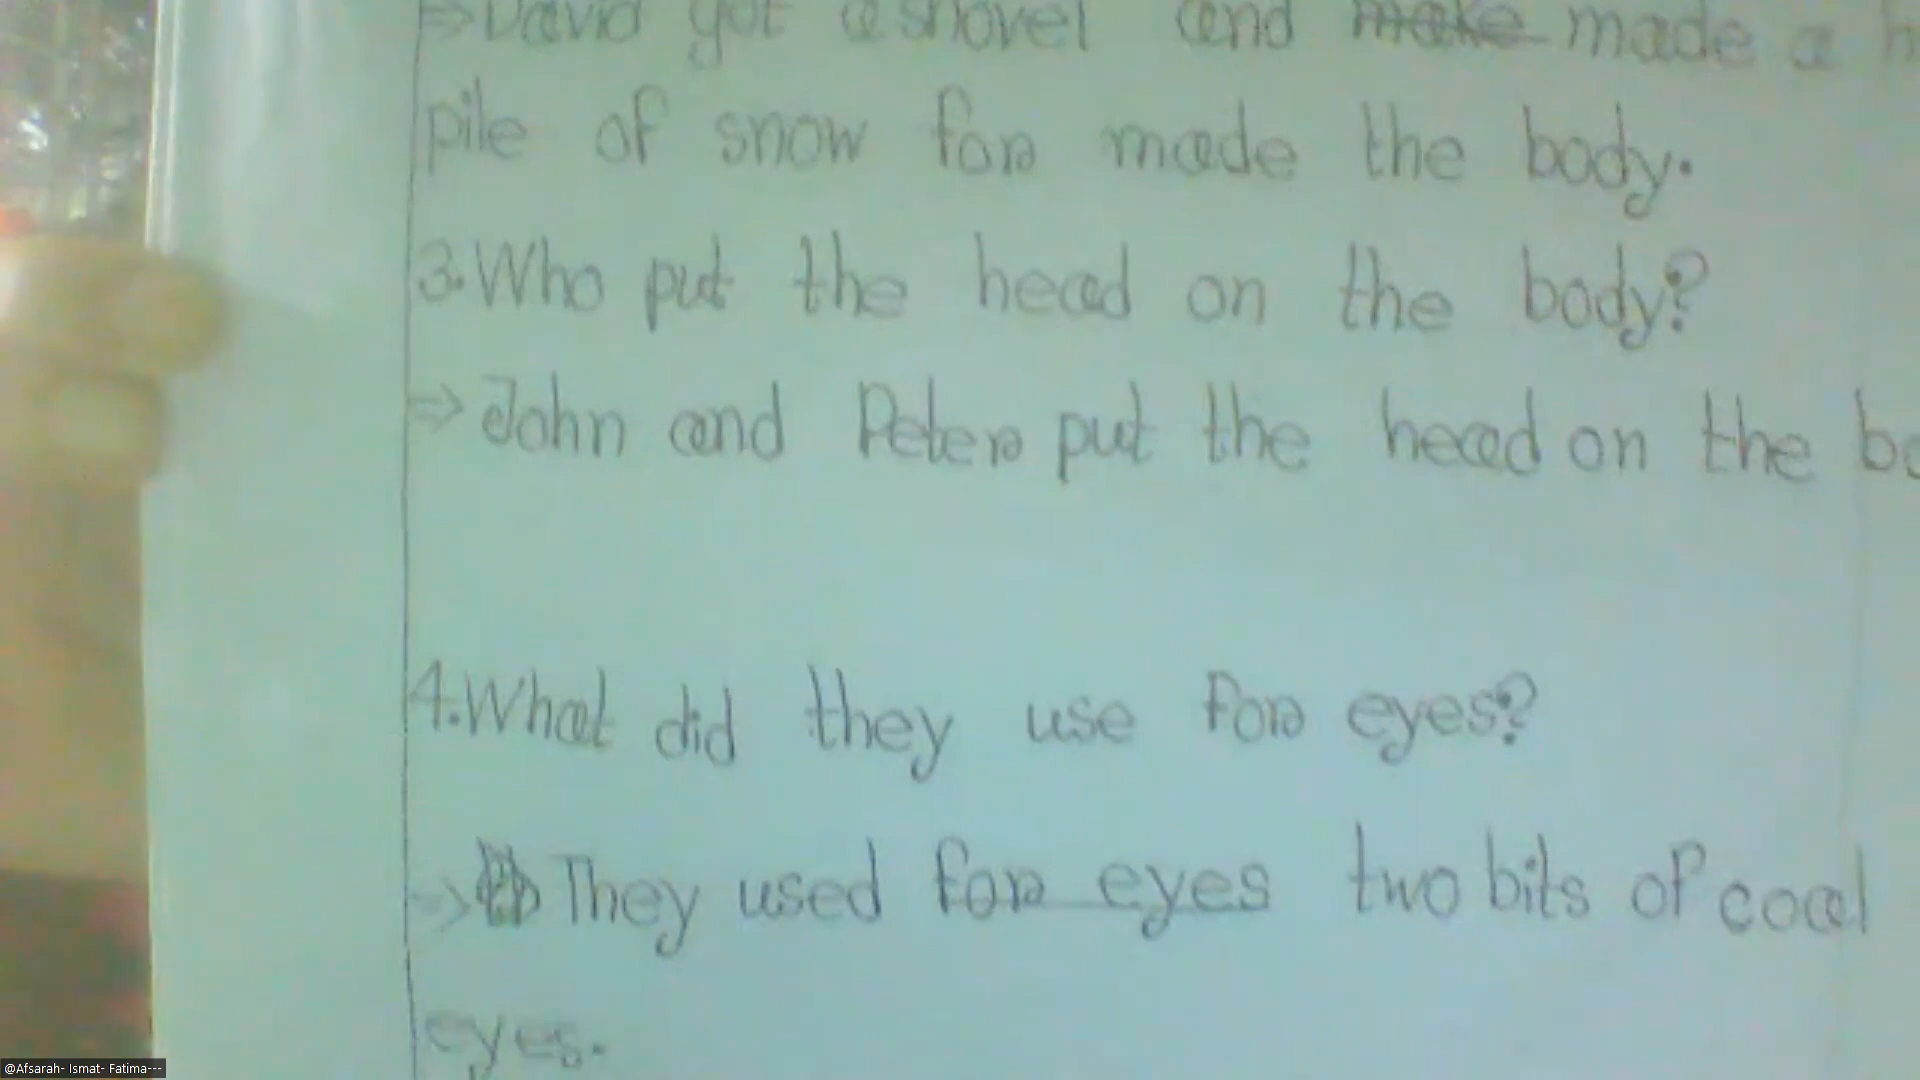 ⇒David got a shovel and make made a
pile of snow for made the body.
3.Who put the head on the body?
⇒John and Peter put the head on the
4.What did they use for eyes?
⇒They used for eyes two bits of coal
eyes.
@Afsarah- Ismat- Fatima---